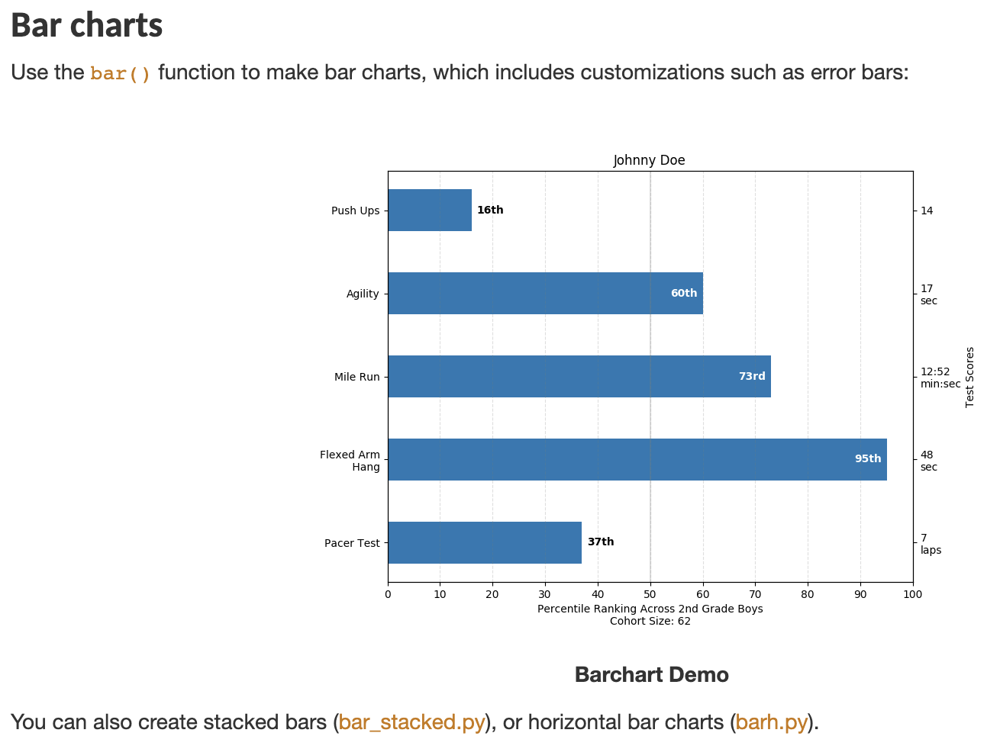 Bar charts
Use the bar() function to make bar charts, which includes customizations such as error bars:
Johnny Doe
Push Ups
16th
14
Agility
60th
17
sec
Mile Run
73rd
12:52
min:sec
Test Scores
Flexed Arm
Hang
95th
48
sec
Pacer Test
37th
7
laps
0 10 20 30 40 50 60 70 80 90 100
Percentile Ranking Across 2nd Grade Boys
Cohort Size: 62
Barchart Demo
You can also create stacked bars (bar_stacked.py), or horizontal bar charts (barh.py).